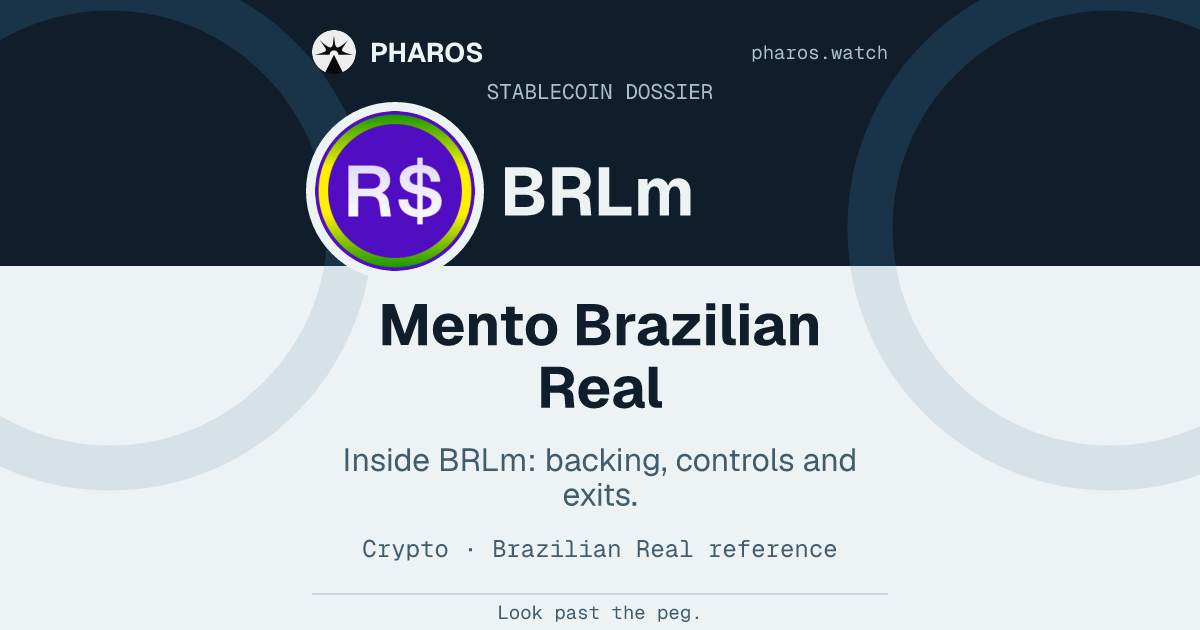 PHAROS
pharos.watch
STABLECOIN DOSSIER
R$
BRLm
Mento Brazilian
Real
Inside BRLm: backing, controls and
exits.
Crypto · Brazilian Real reference
Look past the peg.